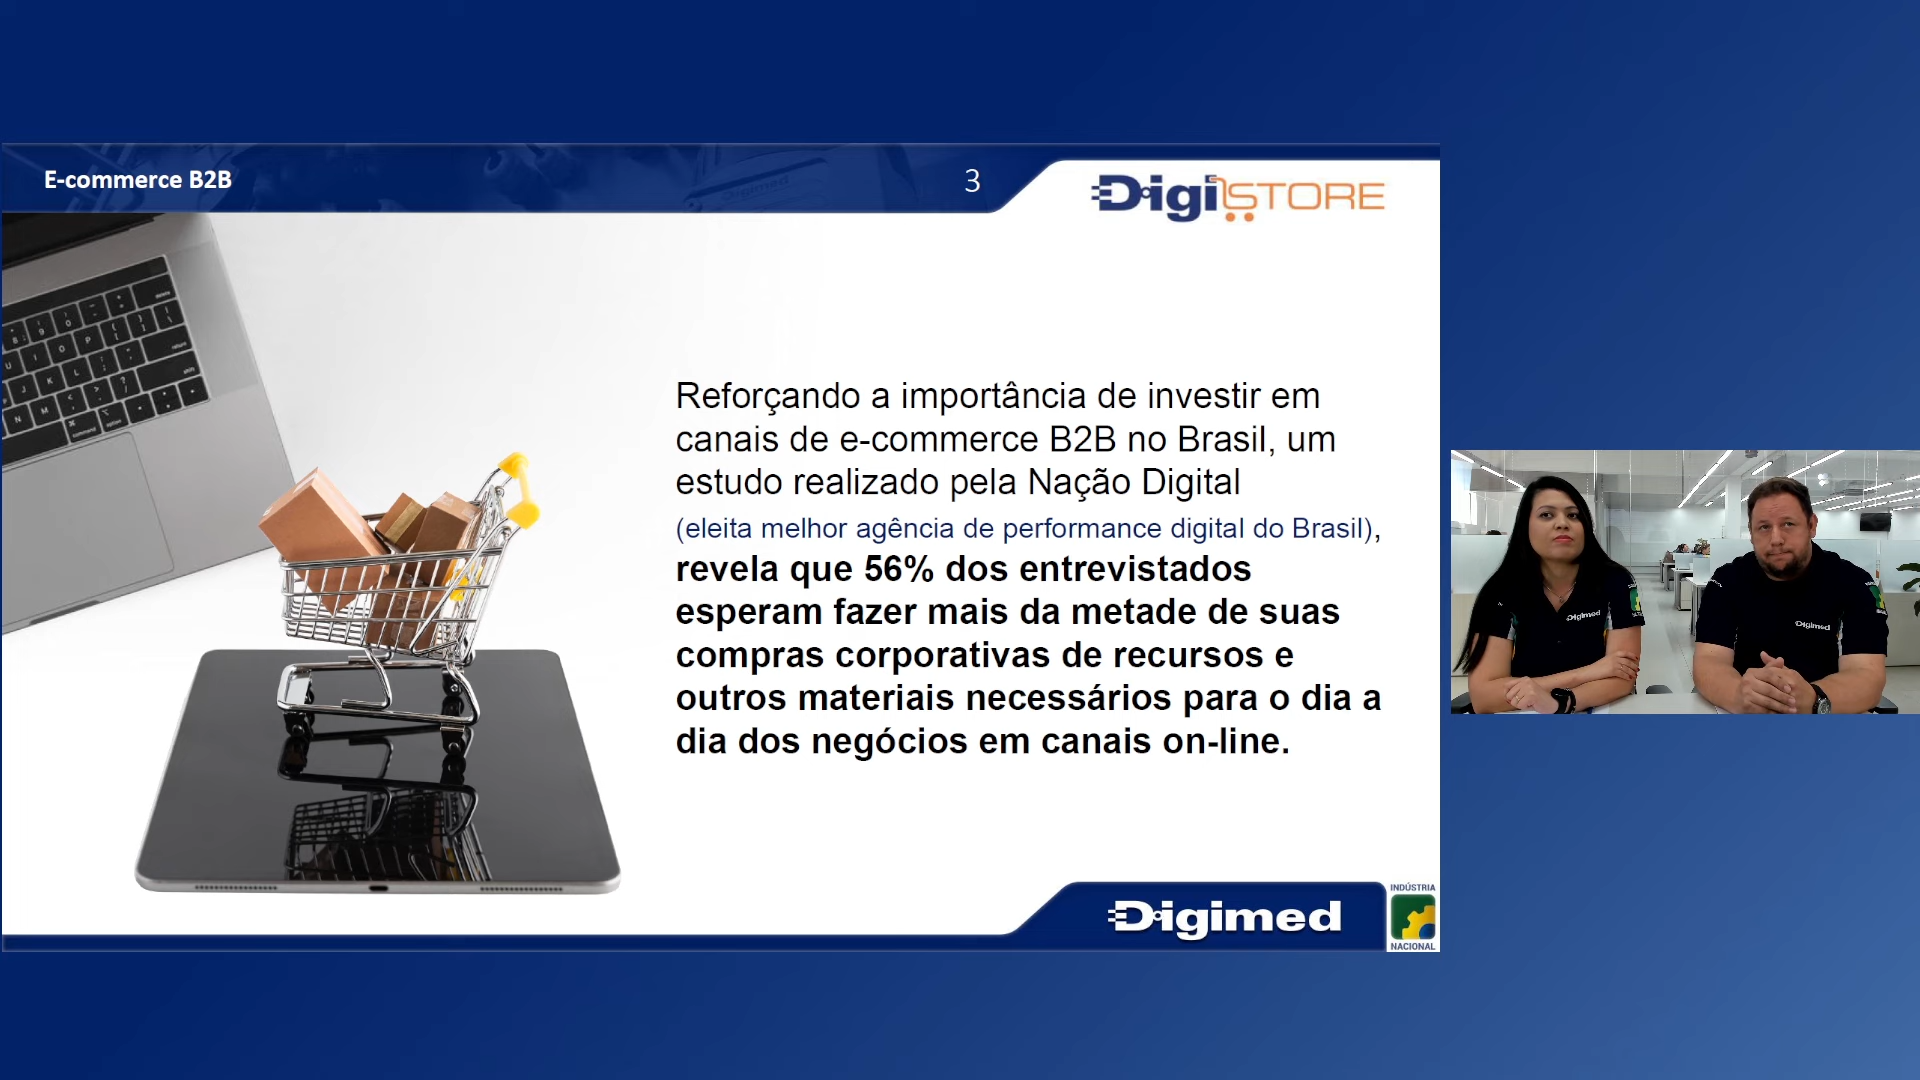 E-commerce B2B
3
DigiSTORE
Reforçando a importância de investir em
canais de e-commerce B2B no Brasil, um
estudo realizado pela Nação Digital
(eleita melhor agência de performance digital do Brasil),
revela que 56% dos entrevistados
esperam fazer mais da metade de suas
compras corporativas de recursos e
outros materiais necessários para o dia a
dia dos negócios em canais on-line.
Digimed
Digimed
INDÚSTRIA
Digimed
NACIONAL